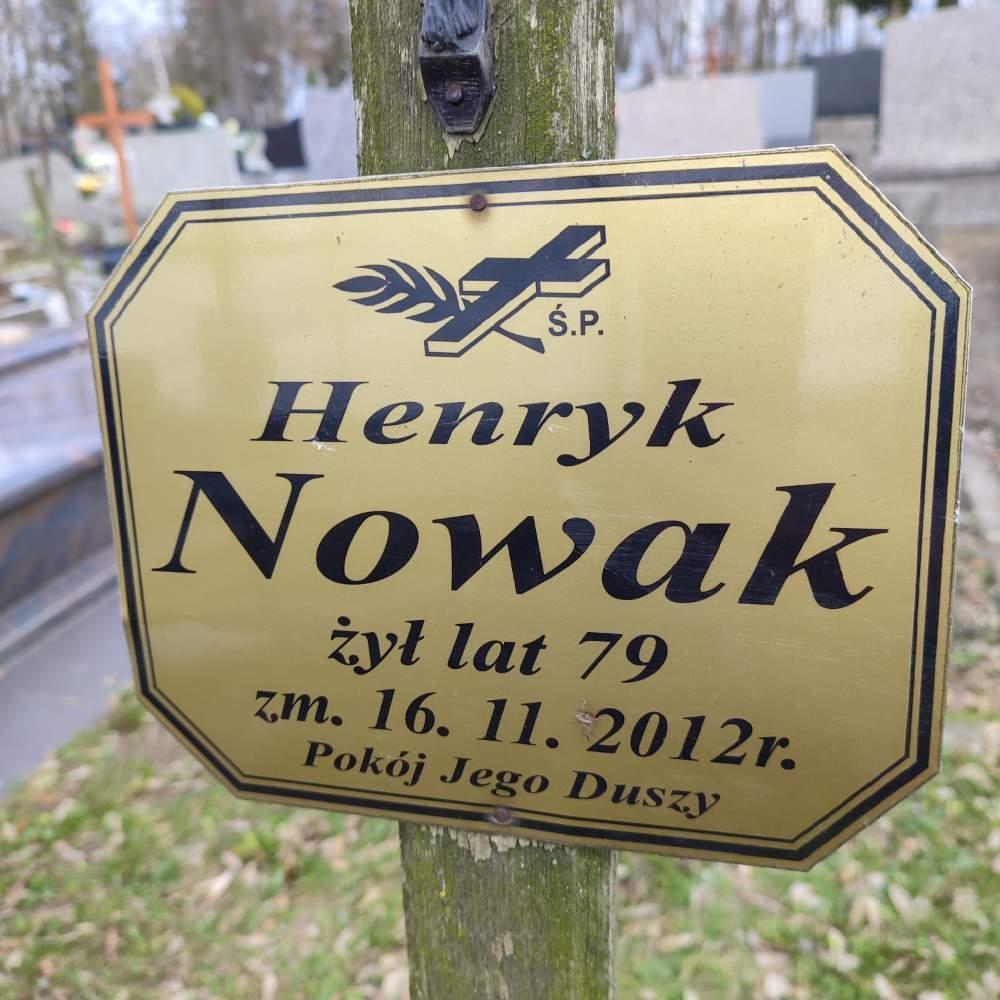 Ś.P.
Henryk
Nowak
żył lat 79
zm. 16. 11. 2012r.
Pokój Jego Duszy